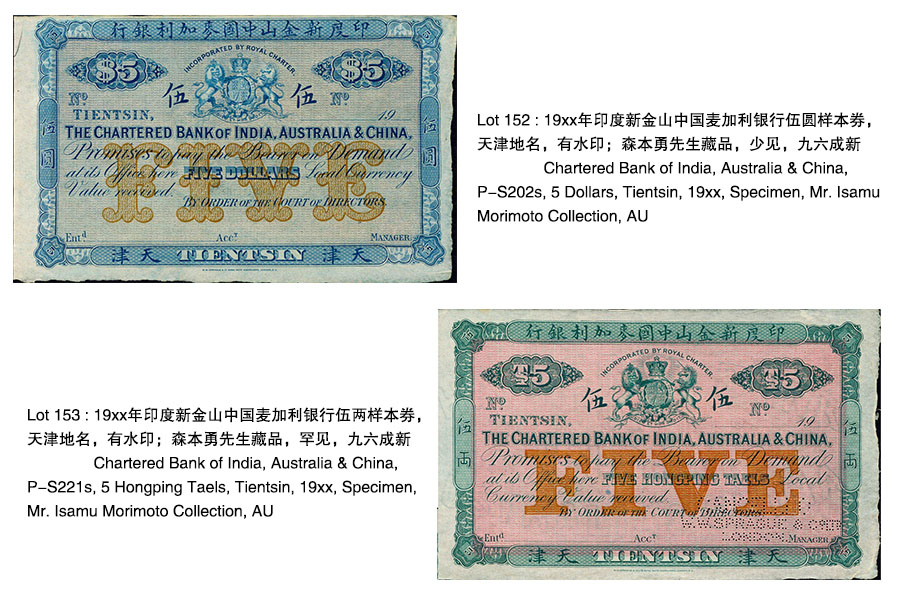 行銀利加麥國中山金新度印
INCORPORATED BY ROYAL CHARTER.
$5 $5
伍 伍
Nº Nº
TIENTSIN, 19
THE CHARTERED BANK OF INDIA, AUSTRALIA & CHINA,
Promises to pay the Bearer on Demand
at its Office here FIVE DOLLARS Local Currency
Value received.
By Order of the Court of Directors.
FIVE
伍圓
伍圓
Entd Acct MANAGER
津天 TIENTSIN 津天
Lot 152 : 19xx年印度新金山中国麦加利银行伍圆样本券,
天津地名，有水印；森本勇先生藏品，少见，九六成新
Chartered Bank of India, Australia & China,
P-S202s, 5 Dollars, Tientsin, 19xx, Specimen, Mr. Isamu
Morimoto Collection, AU
行銀利加麥國中山金新度印
INCORPORATED BY ROYAL CHARTER.
伍 伍
Nº Nº
TIENTSIN, 19
THE CHARTERED BANK OF INDIA, AUSTRALIA & CHINA,
Promises to pay the Bearer on Demand
at its Office here FIVE HONGPING TAELS Local
Currency Value received.
By Order of the Court of Directors
FIVE
伍両
伍両
W.W.SPRAGUE & CO
LONDON.
Entd Acct MANAGER
津天 TIENTSIN 津天
Lot 153 : 19xx年印度新金山中国麦加利银行伍两样本券,
天津地名，有水印；森本勇先生藏品，罕见，九六成新
Chartered Bank of India, Australia & China,
P-S221s, 5 Hongping Taels, Tientsin, 19xx, Specimen,
Mr. Isamu Morimoto Collection, AU